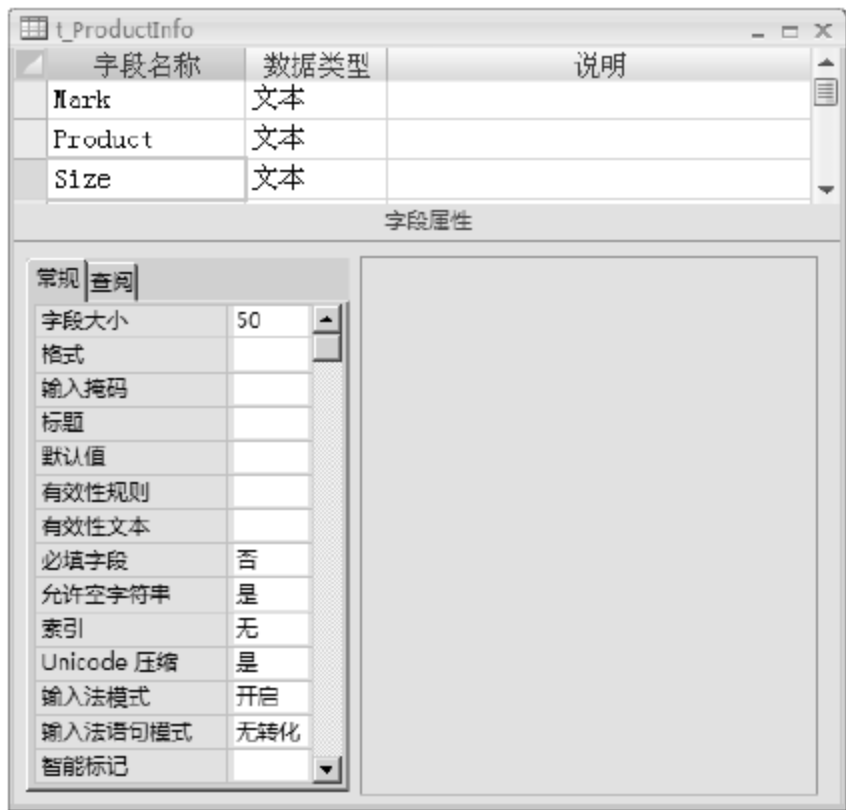 t_ProductInfo
字段名称 数据类型 说明
Mark 文本
Product 文本
Size 文本
字段属性
常规 查阅
字段大小 50
格式
输入掩码
标题
默认值
有效性规则
有效性文本
必填字段 否
允许空字符串 是
索引 无
Unicode 压缩 是
输入法模式 开启
输入法语句模式 无转化
智能标记